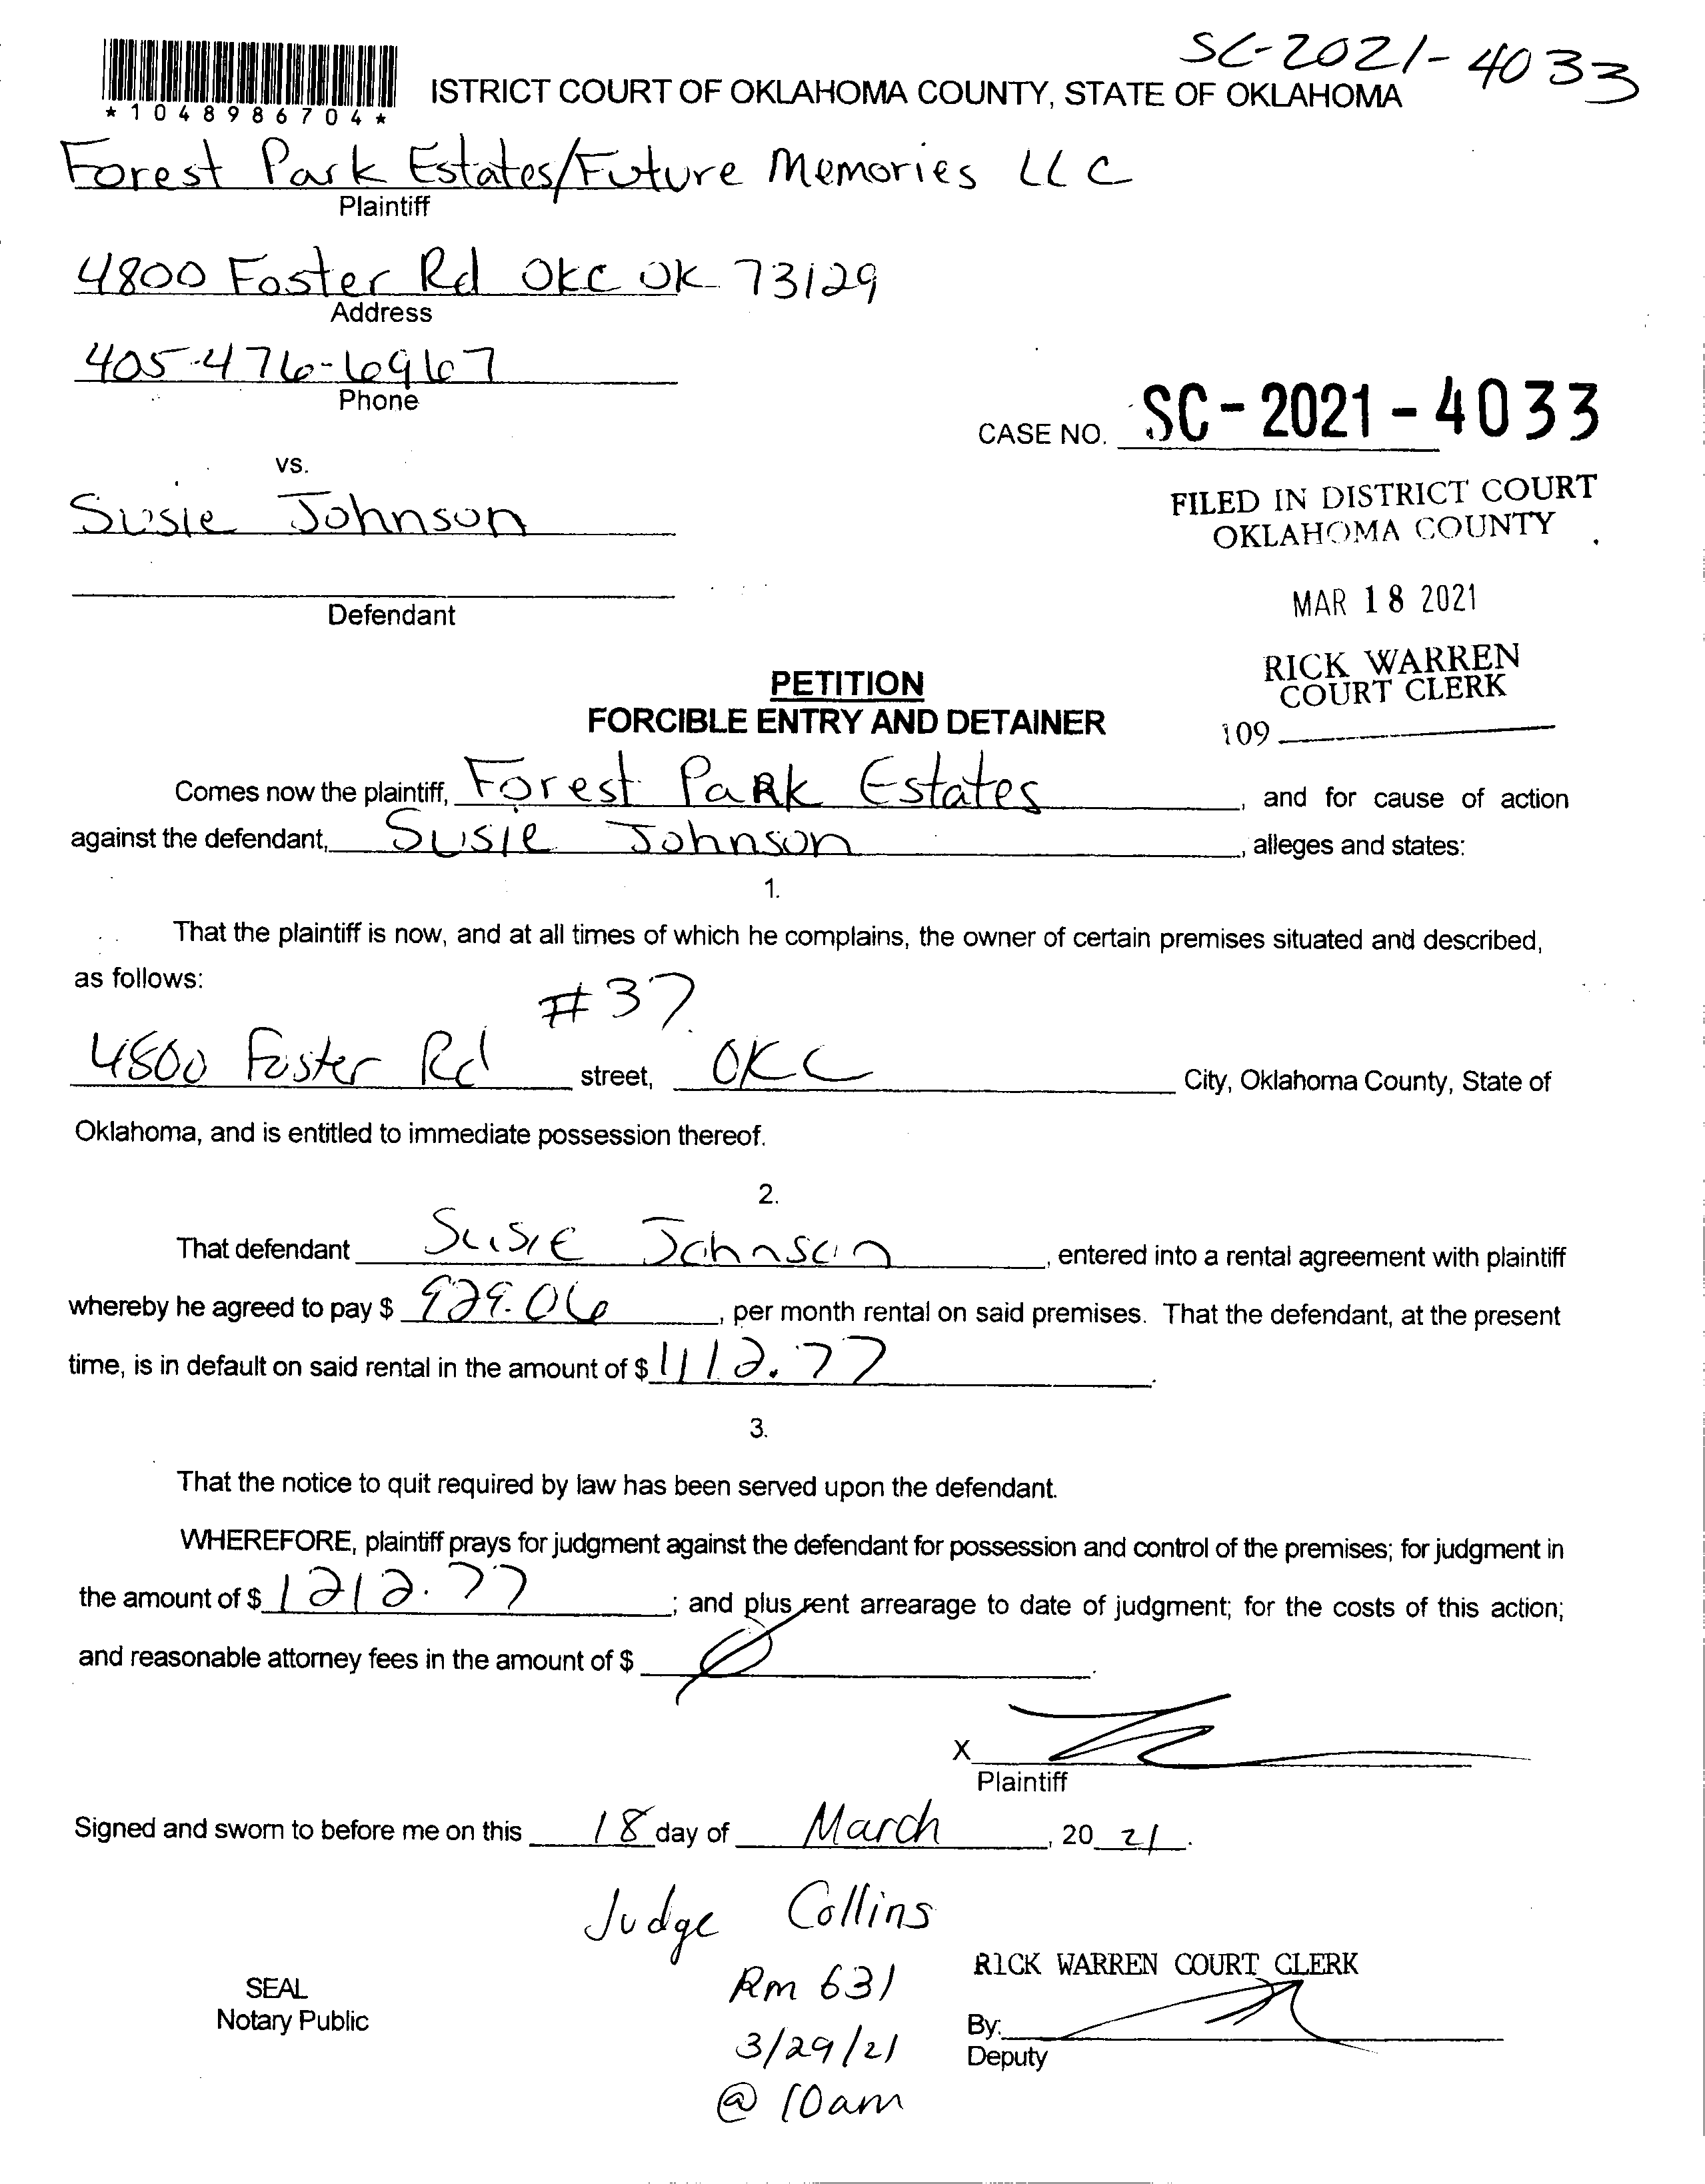 SC-2021-4033
*1048986704*
ISTRICT COURT OF OKLAHOMA COUNTY, STATE OF OKLAHOMA
Forest Park Estates/Future Memories LLC
Plaintiff
4800 Foster Rd OKC OK 73129
Address
405-476-6967
Phone
CASE NO. SC-2021-4033
vs.
Susie Johnson
FILED IN DISTRICT COURT
OKLAHOMA COUNTY
MAR 18 2021
Defendant
RICK WARREN
COURT CLERK
109
PETITION
FORCIBLE ENTRY AND DETAINER
Comes now the plaintiff, Forest PaRk Estates, and for cause of action
against the defendant, Susie Johnson, alleges and states:
1.
That the plaintiff is now, and at all times of which he complains, the owner of certain premises situated and described,
as follows:
#37
4800 Foster Rd street, OKC City, Oklahoma County, State of
Oklahoma, and is entitled to immediate possession thereof.
2.
That defendant Susie Johnson, entered into a rental agreement with plaintiff
whereby he agreed to pay $ 929.06, per month rental on said premises. That the defendant, at the present
time, is in default on said rental in the amount of $ 1112.77.
3.
That the notice to quit required by law has been served upon the defendant.
WHEREFORE, plaintiff prays for judgment against the defendant for possession and control of the premises; for judgment in
the amount of $ 1212.77; and plus rent arrearage to date of judgment; for the costs of this action;
and reasonable attorney fees in the amount of $ 0.
X
Plaintiff
Signed and sworn to before me on this 18 day of March, 20 21.
Judge Collins
RICK WARREN COURT CLERK
SEAL
Rm 631
Notary Public
By:
3/29/21
Deputy
@ 10am